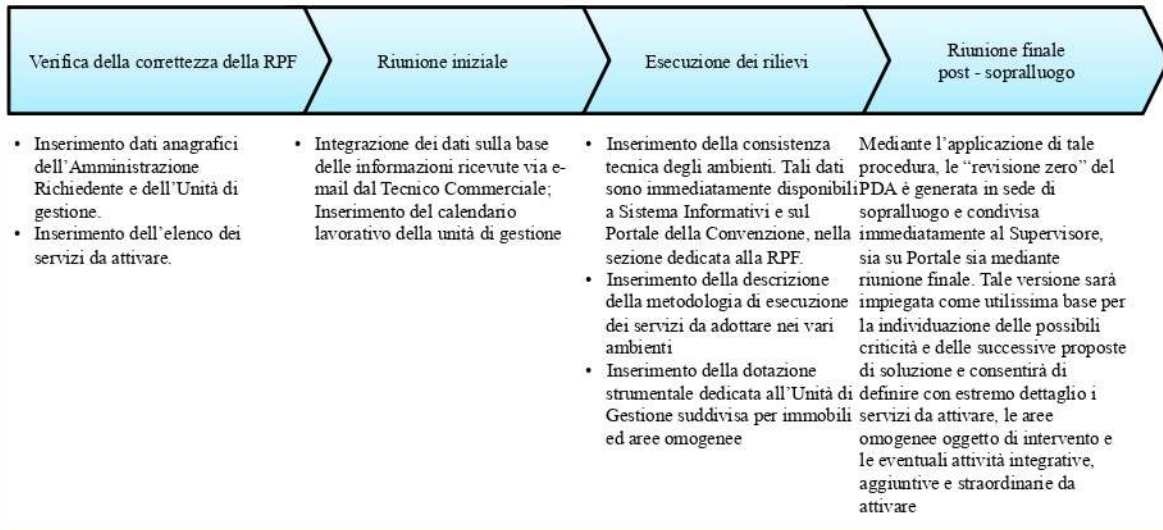 Verifica della correttezza della RPF
Riunione iniziale
Esecuzione dei rilievi
Riunione finale
post - sopralluogo
• Inserimento dati anagrafici
dell’Amministrazione
Richiedente e dell’Unità di
gestione.
• Inserimento dell’elenco dei
servizi da attivare.
• Integrazione dei dati sulla base
delle informazioni ricevute via e-
mail dal Tecnico Commerciale;
Inserimento del calendario
lavorativo della unità di gestione
• Inserimento della consistenza
tecnica degli ambienti. Tali dati
sono immediatamente disponibili
a Sistema Informativi e sul
Portale della Convenzione, nella
sezione dedicata alla RPF.
• Inserimento della descrizione
della metodologia di esecuzione
dei servizi da adottare nei vari
ambienti
• Inserimento della dotazione
strumentale dedicata all’Unità di
Gestione suddivisa per immobili
ed aree omogenee
Mediante l’applicazione di tale
procedura, le “revisione zero” del
PDA è generata in sede di
sopralluogo e condivisa
immediatamente al Supervisore,
sia su Portale sia mediante
riunione finale. Tale versione sarà
impiegata come utilissima base per
la individuazione delle possibili
criticità e delle successive proposte
di soluzione e consentirà di
definire con estremo dettaglio i
servizi da attivare, le aree
omogenee oggetto di intervento e
le eventuali attività integrative,
aggiuntive e straordinarie da
attivare